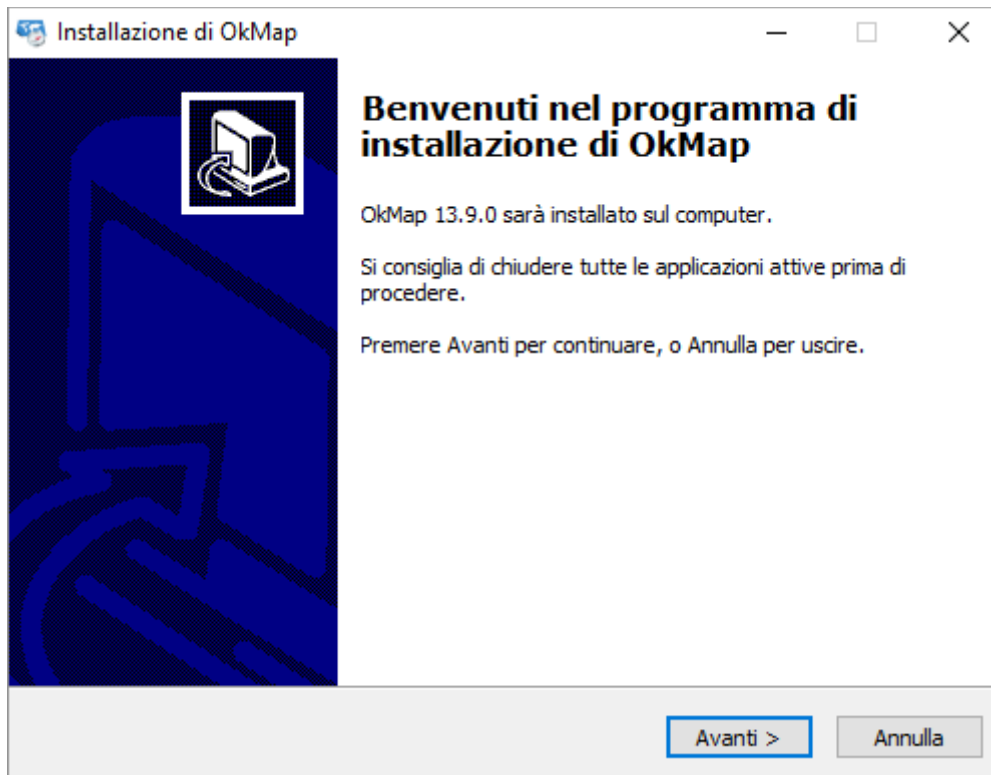 Installazione di OkMap
Benvenuti nel programma di
installazione di OkMap
OkMap 13.9.0 sarà installato sul computer.
Si consiglia di chiudere tutte le applicazioni attive prima di
procedere.
Premere Avanti per continuare, o Annulla per uscire.
Avanti >
Annulla